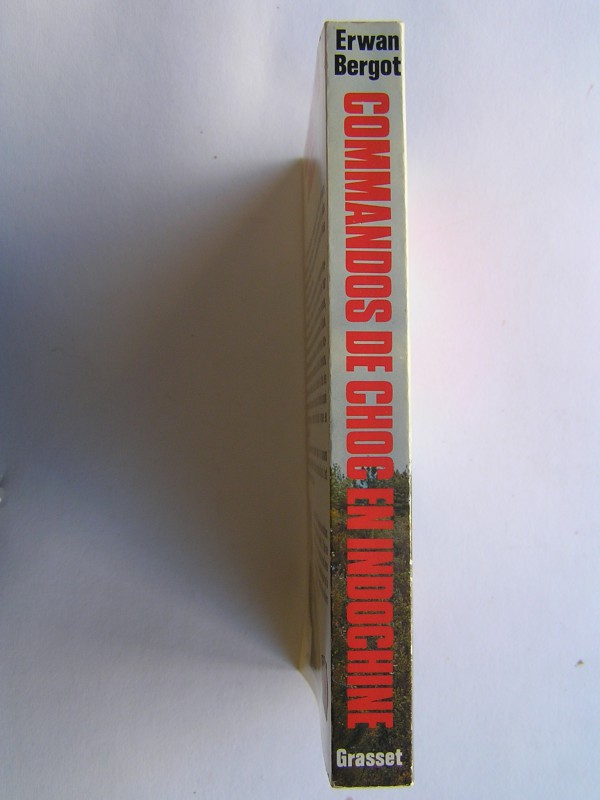 Erwan
Bergot
COMMANDOS DE CHOC EN INDOCHINE
Grasset